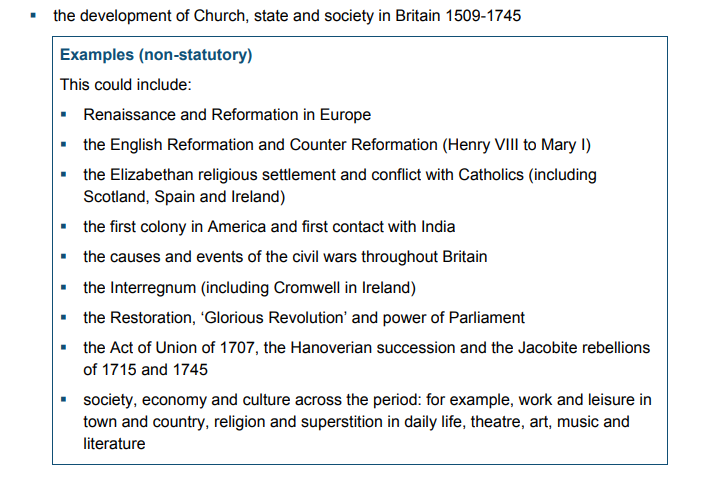 ▪ the development of Church, state and society in Britain 1509-1745
Examples (non-statutory)
This could include:
▪ Renaissance and Reformation in Europe
▪ the English Reformation and Counter Reformation (Henry VIII to Mary I)
▪ the Elizabethan religious settlement and conflict with Catholics (including
Scotland, Spain and Ireland)
▪ the first colony in America and first contact with India
▪ the causes and events of the civil wars throughout Britain
▪ the Interregnum (including Cromwell in Ireland)
▪ the Restoration, ‘Glorious Revolution’ and power of Parliament
▪ the Act of Union of 1707, the Hanoverian succession and the Jacobite rebellions
of 1715 and 1745
▪ society, economy and culture across the period: for example, work and leisure in
town and country, religion and superstition in daily life, theatre, art, music and
literature